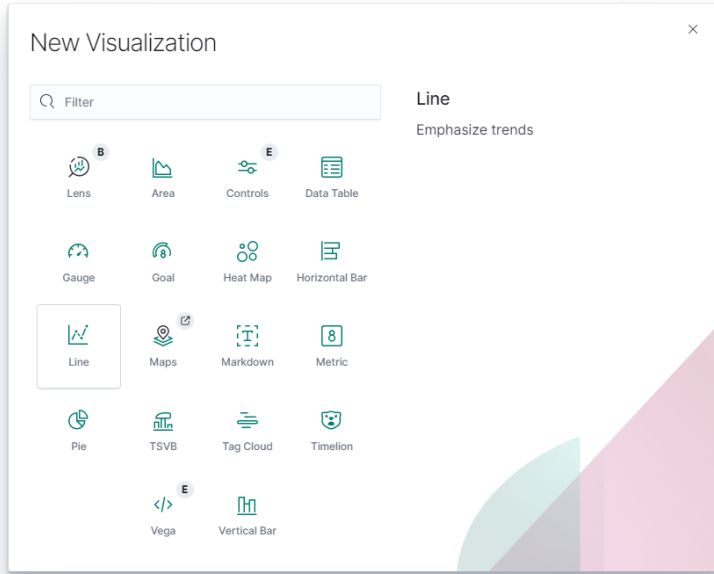 New Visualization
Filter
Line
Emphasize trends
B
E
Lens
Area
Controls
Data Table
8
Gauge
Goal
Heat Map
Horizontal Bar
T
8
Line
Maps
Markdown
Metric
Pie
TSVB
Tag Cloud
Timelion
E
Vega
Vertical Bar